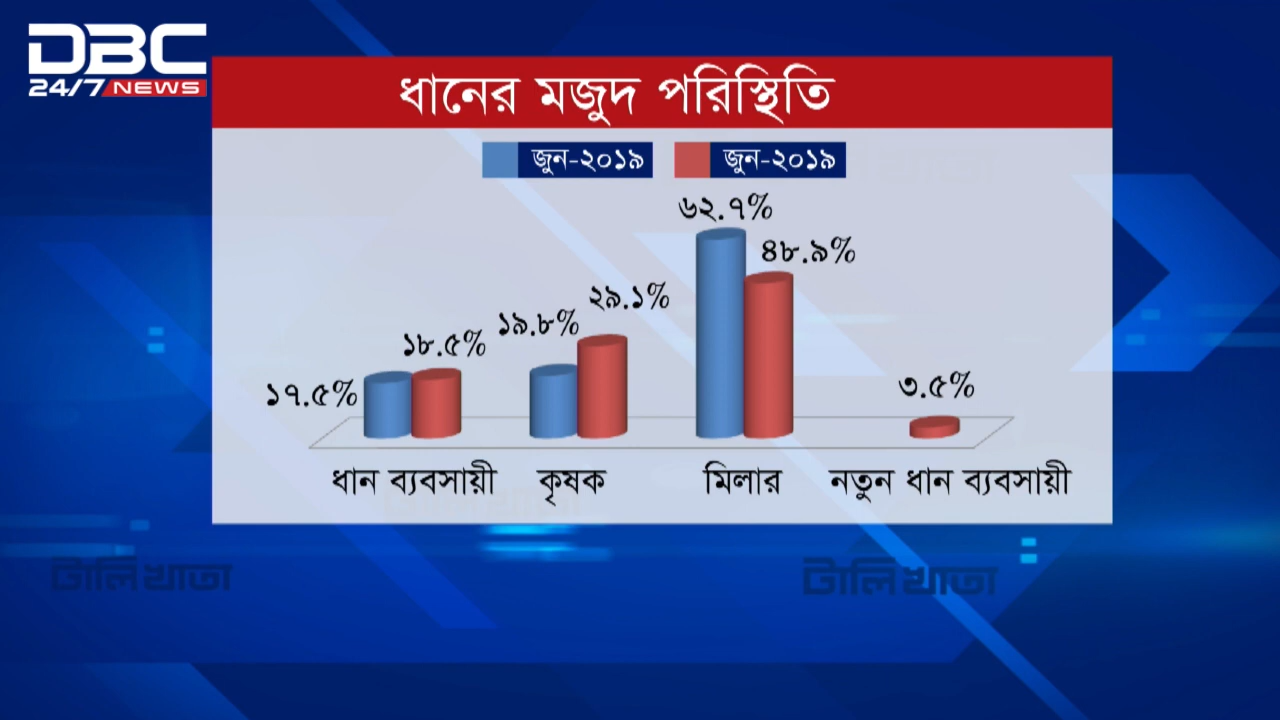 DBC
24/7 NEWS
ধানের মজুদ পরিস্থিতি
জুন-২০১৯ জুন-২০১৯
৬২.৭%
৪৮.৯%
২৯.১%
১৯.৮%
১৮.৫%
৩.৫%
১৭.৫%
ধান ব্যবসায়ী কৃষক মিলার নতুন ধান ব্যবসায়ী
টালিখাতা টালিখাতা